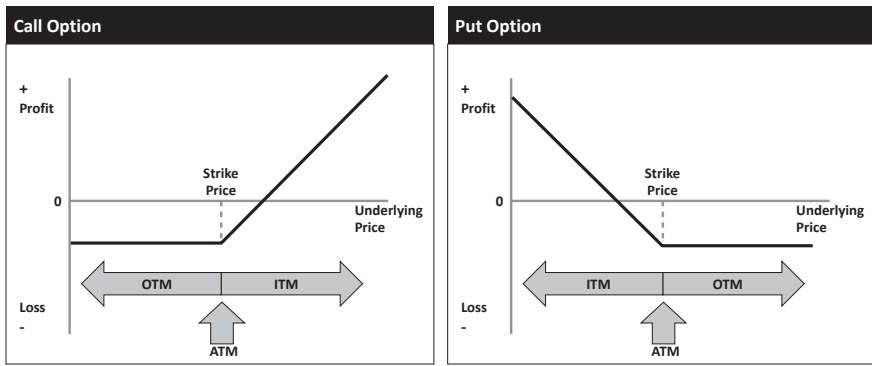 Call Option
+
Profit
Strike
Price
0
Underlying
Price
OTM
ITM
Loss
-
ATM
Put Option
+
Profit
Strike
Price
0
Underlying
Price
ITM
OTM
Loss
-
ATM